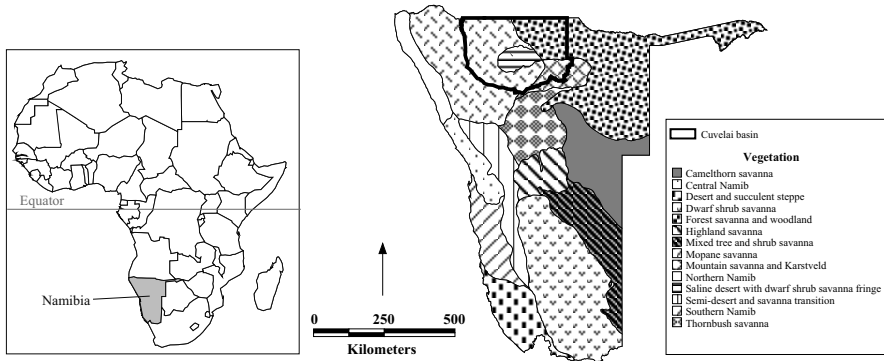 Equator
Namibia
0 250 500
Kilometers
Cuvelai basin
Vegetation
Camelthorn savanna
Central Namib
Desert and succulent steppe
Dwarf shrub savanna
Forest savanna and woodland
Highland savanna
Mixed tree and shrub savanna
Mopane savanna
Mountain savanna and Karstveld
Northern Namib
Saline desert with dwarf shrub savanna fringe
Semi-desert and savanna transition
Southern Namib
Thornbush savanna